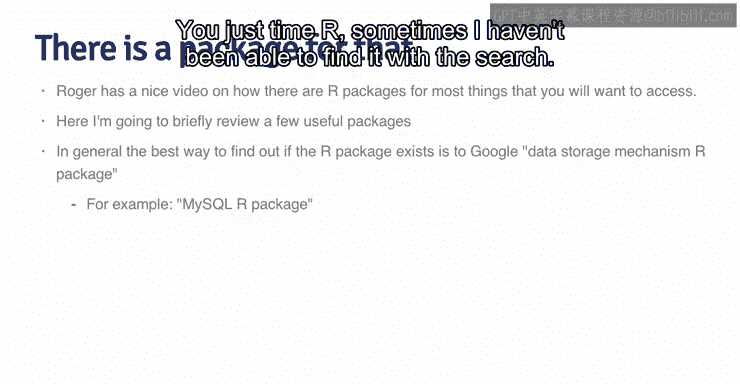 You just time R, sometimes I haven't
been able to find it with the search.
There is a package for that
· Roger has a nice video on how there are R packages for most things that you will want to access.
· Here I'm going to briefly review a few useful packages
· In general the best way to find out if the R package exists is to Google "data storage mechanism R
package"
- For example: "MySQL R package"